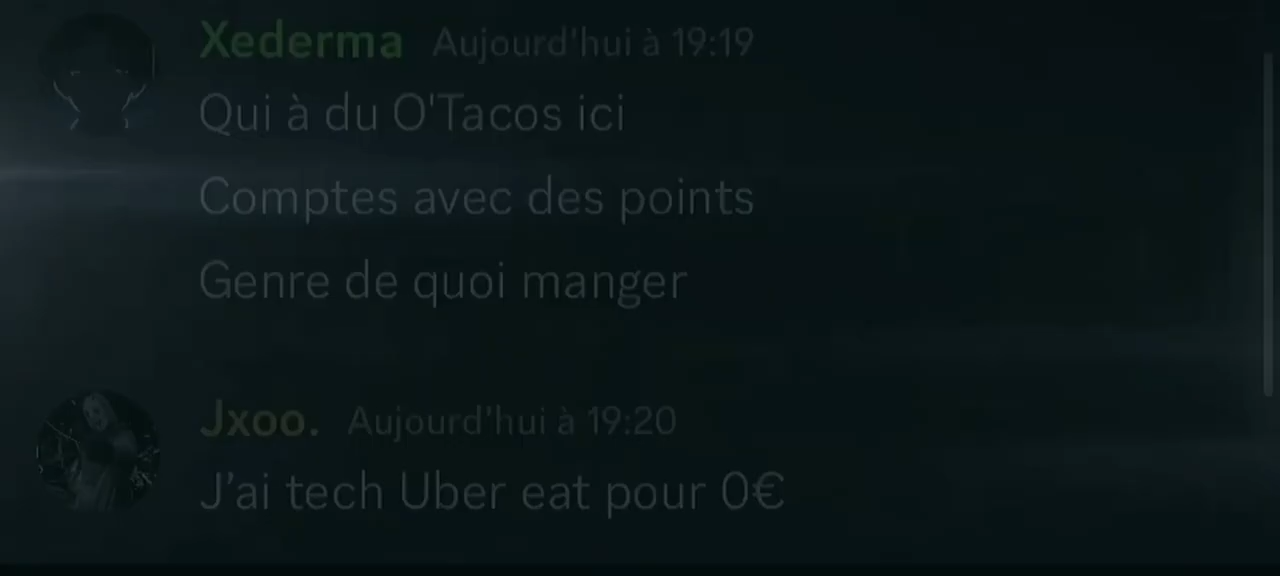 Xederma Aujourd'hui à 19:19
Qui à du O'Tacos ici
Comptes avec des points
Genre de quoi manger
Jxoo. Aujourd'hui à 19:20
J'ai tech Uber eat pour 0€